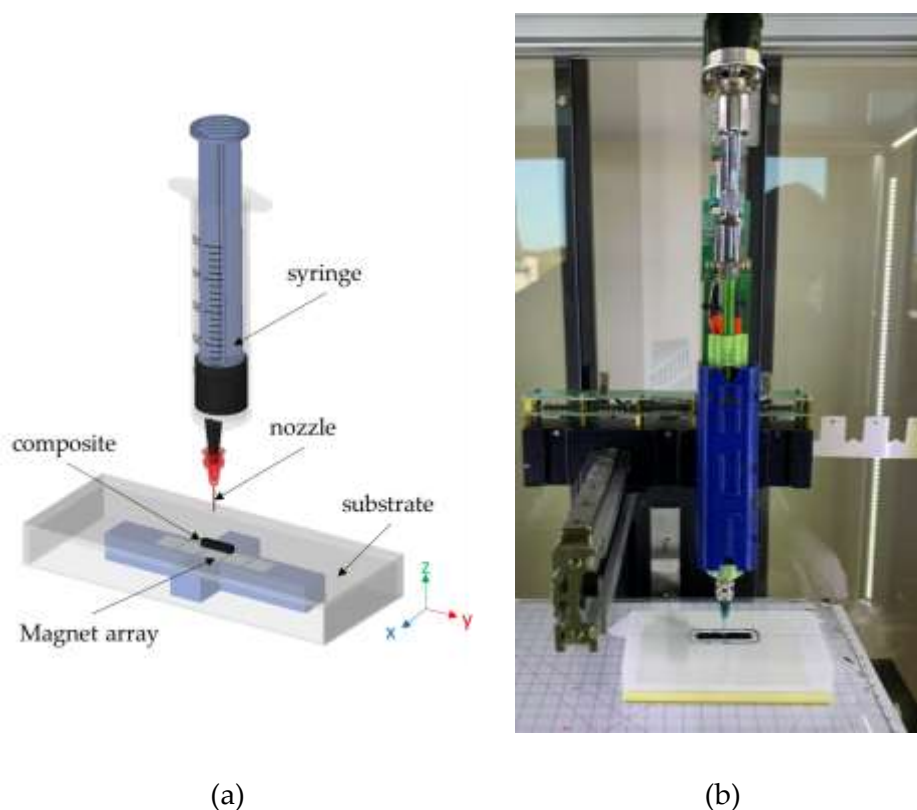 syringe
nozzle
composite
substrate
Magnet array
z
y
x
(a)
(b)